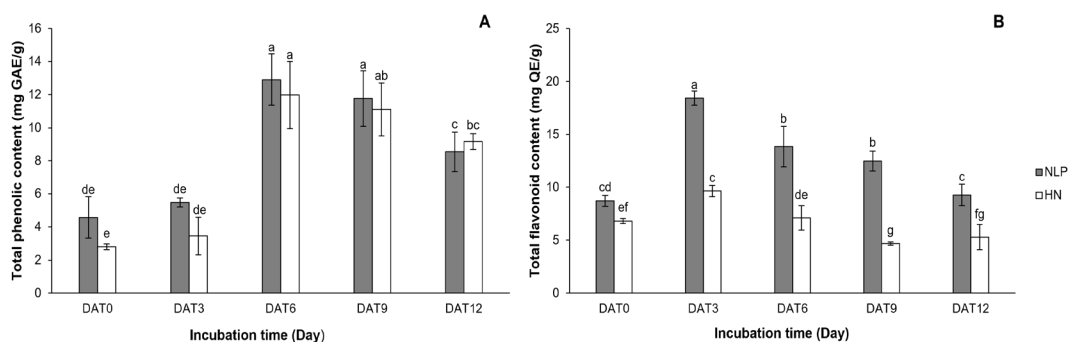 A
Total phenolic content (mg GAE/g)
16
14
12
10
8
6
4
2
0
de
e
de
de
a
a
a
ab
c
bc
DAT0 DAT3 DAT6 DAT9 DAT12
Incubation time (Day)
B
Total flavonoid content (mg QE/g)
25
20
15
10
5
0
cd
ef
a
c
b
de
b
g
c
fg
DAT0 DAT3 DAT6 DAT9 DAT12
Incubation time (Day)
NLP
HN